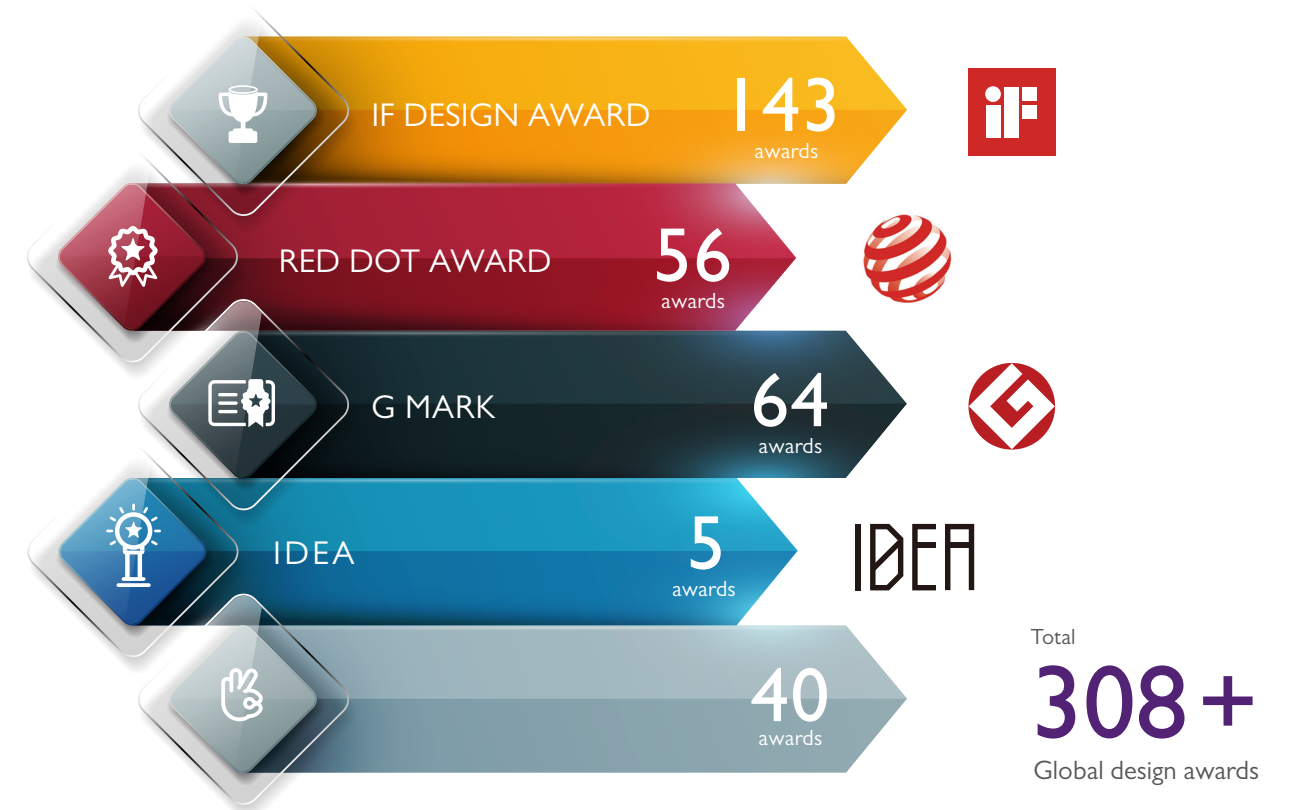 IF DESIGN AWARD
143
awards
iF
RED DOT AWARD
56
awards
G MARK
64
awards
G
IDEA
5
awards
IDEA
40
awards
Total
308+
Global design awards